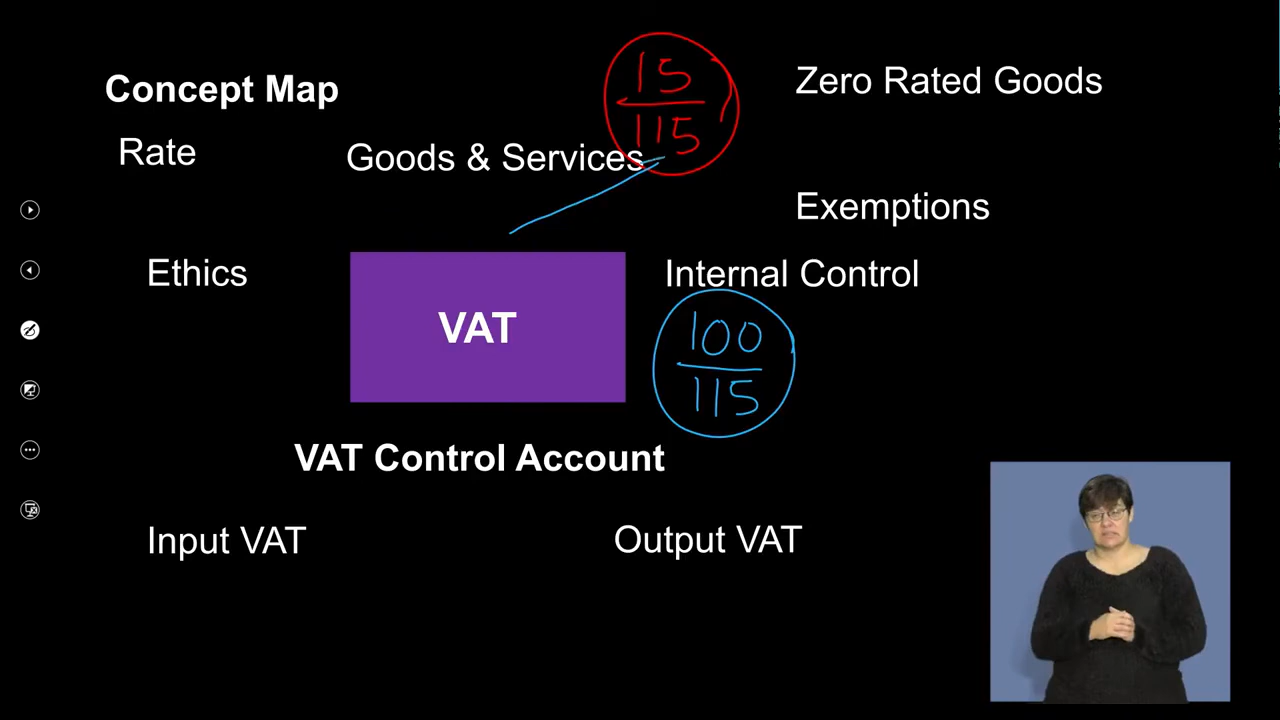 Concept Map
Rate
Goods & Services
15
115
Zero Rated Goods
Exemptions
Ethics
VAT
Internal Control
100
115
VAT Control Account
Input VAT
Output VAT